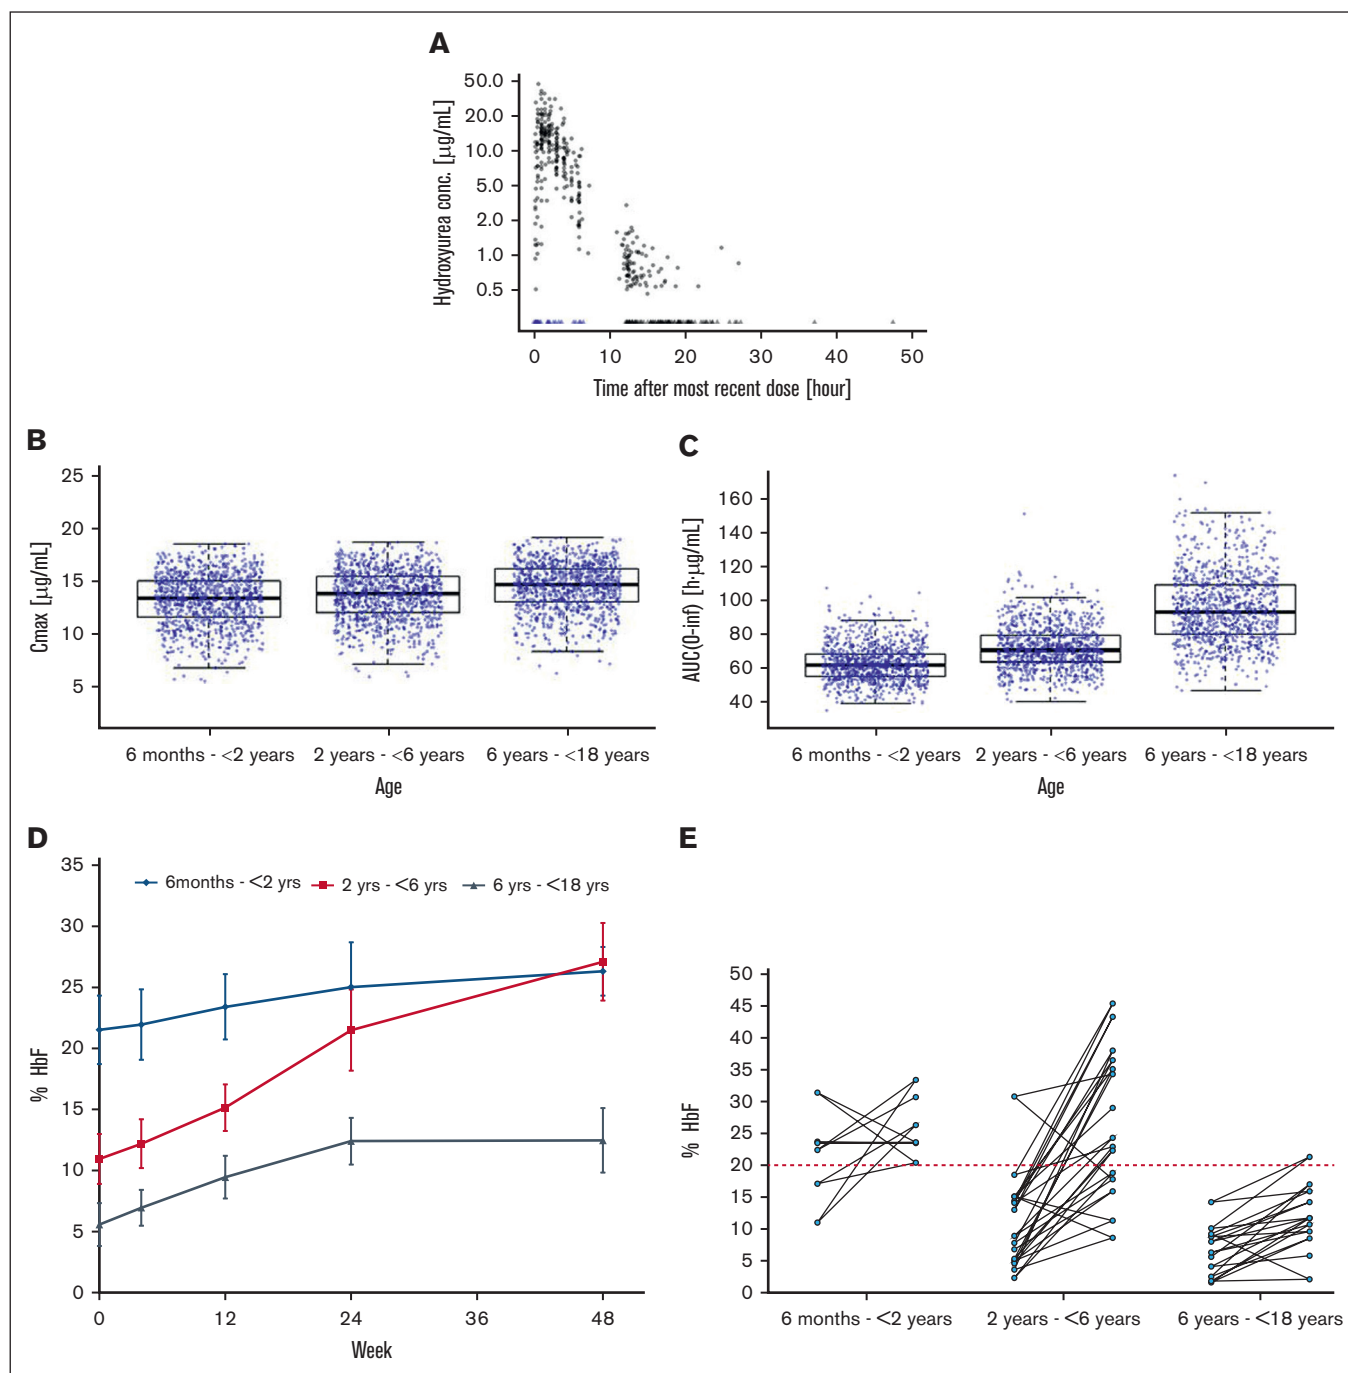 A
Hydroxyurea conc. [μg/mL]
50.0
20.0
10.0
5.0
2.0
1.0
0.5
0 10 20 30 40 50
Time after most recent dose [hour]
B
Cmax [μg/mL]
25
20
15
10
5
6 months - <2 years 2 years - <6 years 6 years - <18 years
Age
C
AUC(0-inf) [h·μg/mL]
160
140
120
100
80
60
40
6 months - <2 years 2 years - <6 years 6 years - <18 years
Age
D
% HbF
35
30
25
20
15
10
5
0
6months - <2 yrs 2 yrs - <6 yrs 6 yrs - <18 yrs
0 12 24 36 48
Week
E
% HbF
50
45
40
35
30
25
20
15
10
5
0
6 months - <2 years 2 years - <6 years 6 years - <18 years